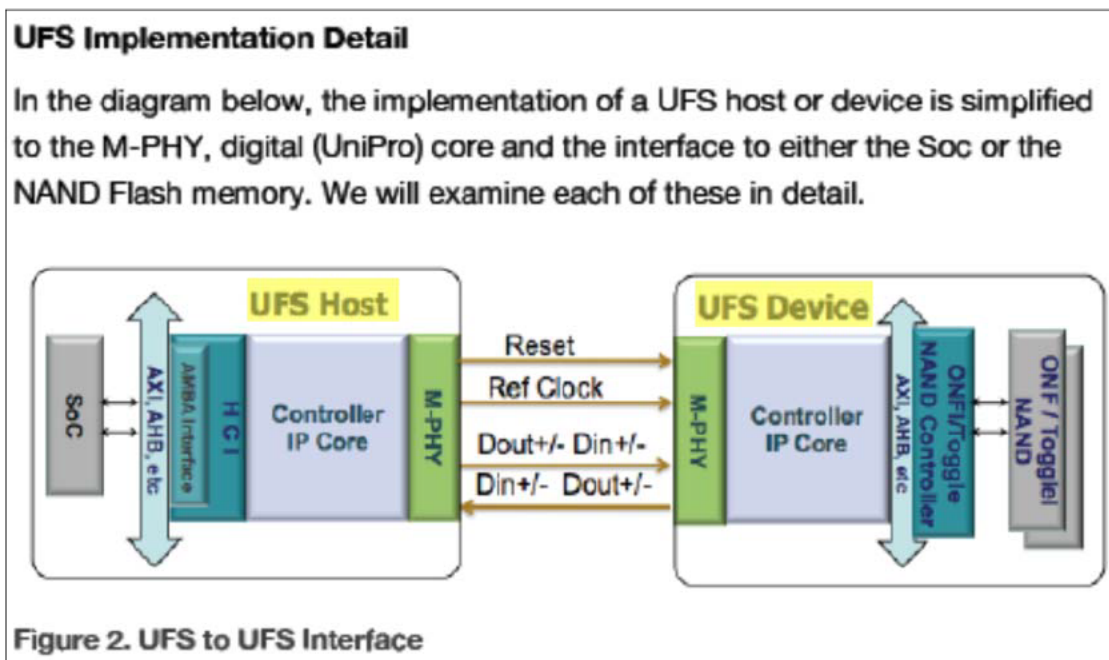 UFS Implementation Detail
In the diagram below, the implementation of a UFS host or device is simplified
to the M-PHY, digital (UniPro) core and the interface to either the Soc or the
NAND Flash memory. We will examine each of these in detail.
UFS Host
SoC
AXI, AHB, etc
AMBA Interface
HCI
Controller
IP Core
M-PHY
Reset
Ref Clock
Dout+/- Din+/-
Din+/- Dout+/-
UFS Device
M-PHY
Controller
IP Core
AXI, AHB, etc
ONFI/Toggle
NAND Controller
ONF / Togglel
NAND
Figure 2. UFS to UFS Interface